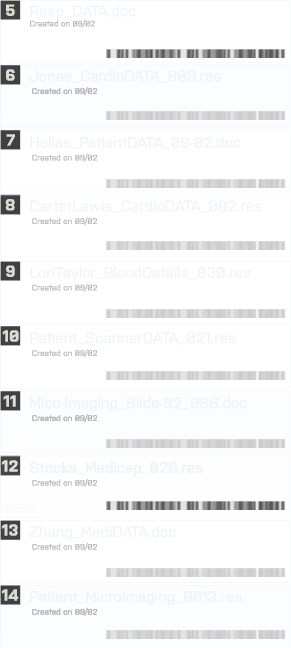 5
Resp_DATA.doc
Created on 09/02
6
Jonas_CardioDATA_009.res
Created on 09/02
7
Helias_PatientDATA_09-02.doc
Created on 09/02
8
CarterLewis_CardioDATA_002.res
Created on 09/02
9
LoriTaylor_BloodDetails_030.res
Created on 09/02
10
Patient_ScannerDATA_021.res
Created on 09/02
11
Mico-Imaging_Slide-92_080.doc
Created on 09/02
12
Stocks_Medicap_020.res
Created on 09/02
13
Zhang_MediDATA.doc
Created on 09/02
14
Patient_MicroImaging_0013.res
Created on 09/02